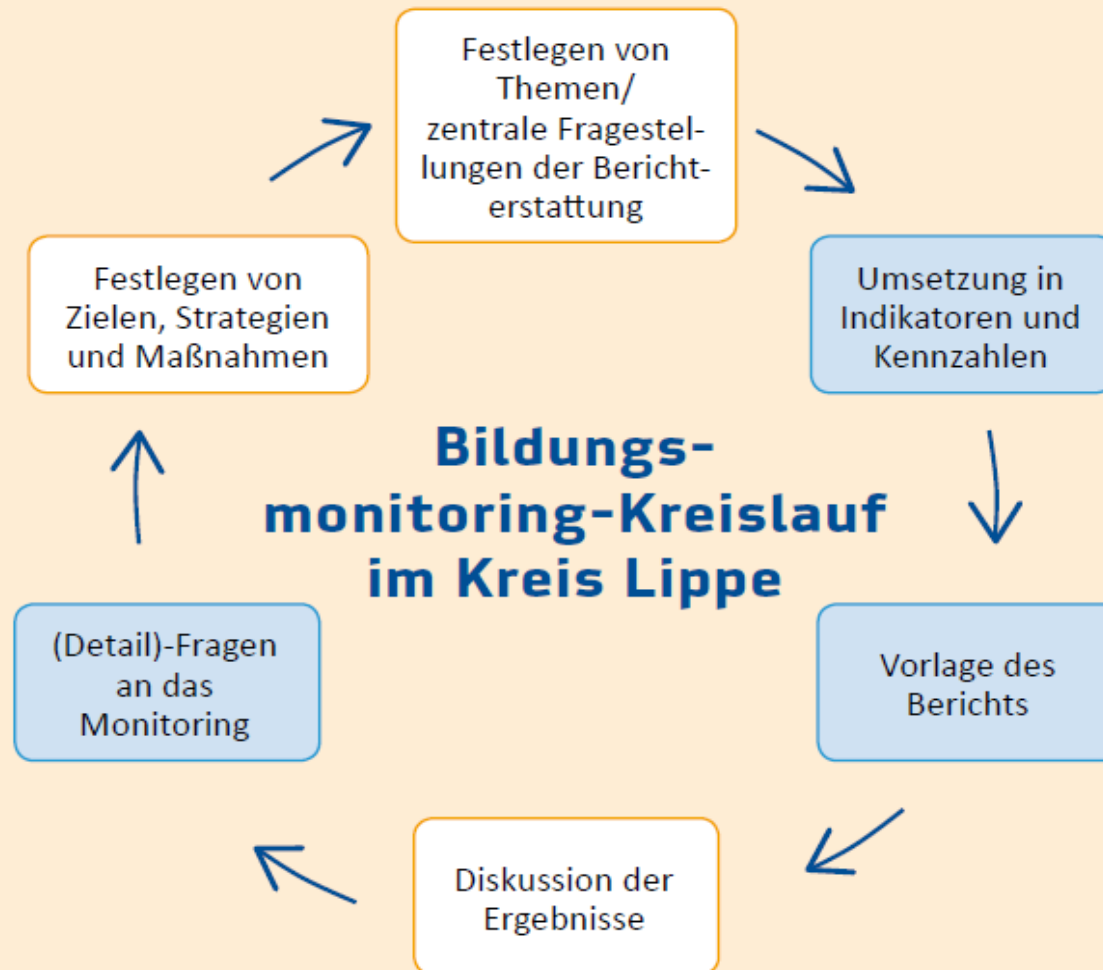 Festlegen von
Themen/
zentrale Fragestel-
lungen der Bericht-
erstattung
Umsetzung in
Indikatoren und
Kennzahlen
Vorlage des
Berichts
Diskussion der
Ergebnisse
(Detail)-Fragen
an das
Monitoring
Festlegen von
Zielen, Strategien
und Maßnahmen
Bildungs-
monitoring-Kreislauf
im Kreis Lippe